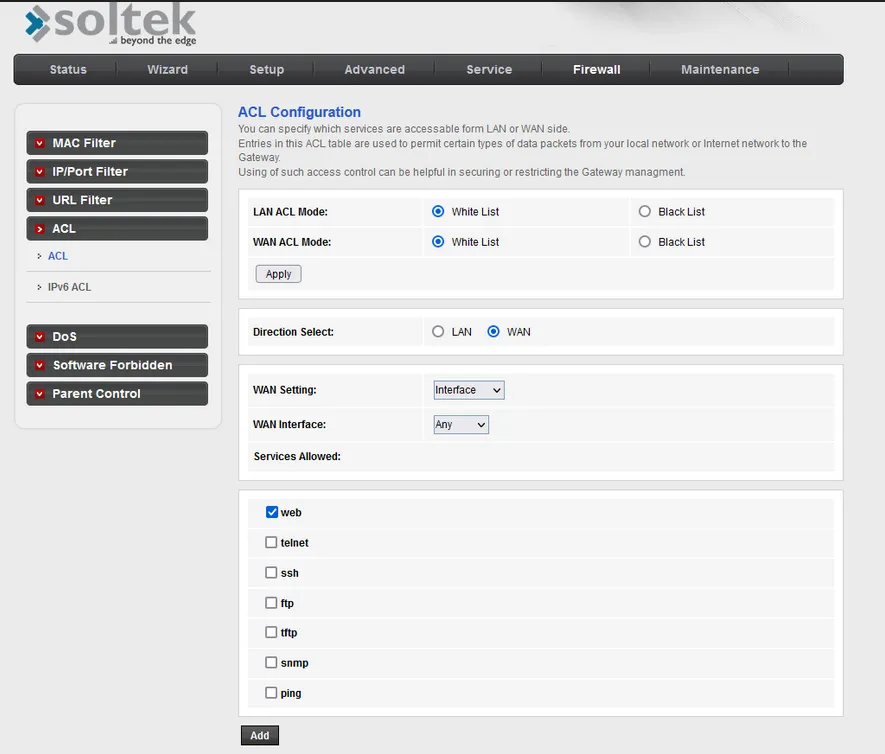 soltek
beyond the edge
Status Wizard Setup Advanced Service Firewall Maintenance
MAC Filter
IP/Port Filter
URL Filter
ACL
ACL
IPv6 ACL
DoS
Software Forbidden
Parent Control
ACL Configuration
You can specify which services are accessable form LAN or WAN side.
Entries in this ACL table are used to permit certain types of data packets from your local network or Internet network to the
Gateway.
Using of such access control can be helpful in securing or restricting the Gateway managment.
LAN ACL Mode: White List Black List
WAN ACL Mode: White List Black List
Apply
Direction Select: LAN WAN
WAN Setting: Interface
WAN Interface: Any
Services Allowed:
web
telnet
ssh
ftp
tftp
snmp
ping
Add